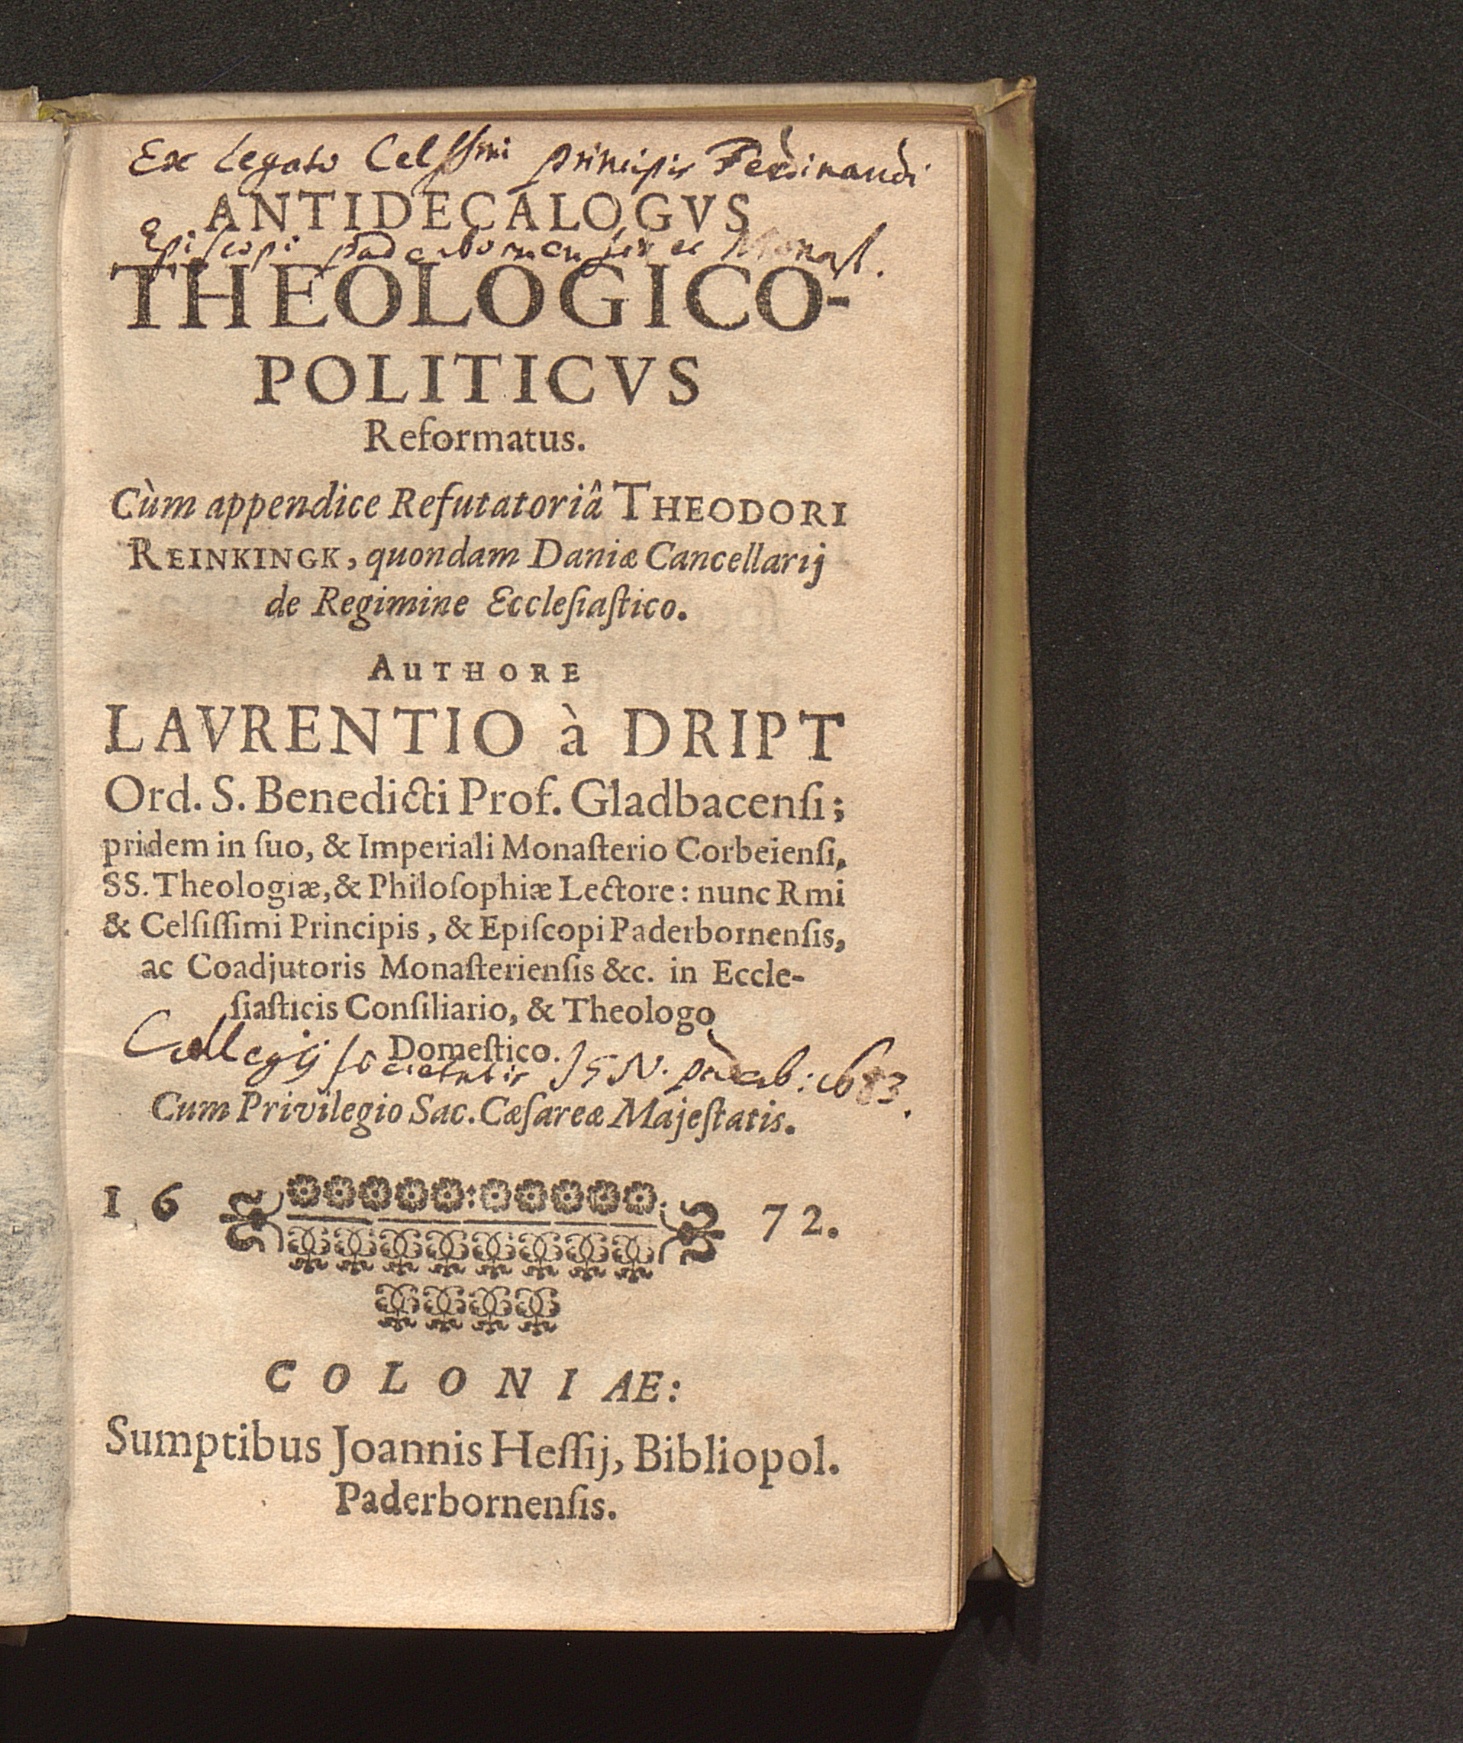 Ex Legato Celssmi principis Ferdinandi
ANTIDECALOGVS
Episcopi paderbornensis et Monast.
THEOLOGICO-
POLITICVS
Reformatus.
Cùm appendice Refutatoriâ THEODORI
REINKINGK, quondam Daniæ Cancellarij
de Regimine Eccleſiaſtico.
AUTHORE
LAVRENTIO à DRIPT
Ord. S. Benedicti Prof. Gladbacenſi;
pridem in ſuo, & Imperiali Monaſterio Corbeienſi,
SS. Theologiæ, & Philoſophiæ Lectore: nunc Rmi
& Celſiſſimi Principis, & Epiſcopi Paderbornenſis,
ac Coadjutoris Monaſterienſis &c. in Eccle-
ſiaſticis Conſiliario, & Theologo
Domeſtico.
Collegij societatis paderb: 1683.
Cum Privilegio Sac. Cæſareæ Majeſtatis.
16 72.
COLONIAE:
Sumptibus Joannis Heſſij, Bibliopol.
Paderbornenſis.